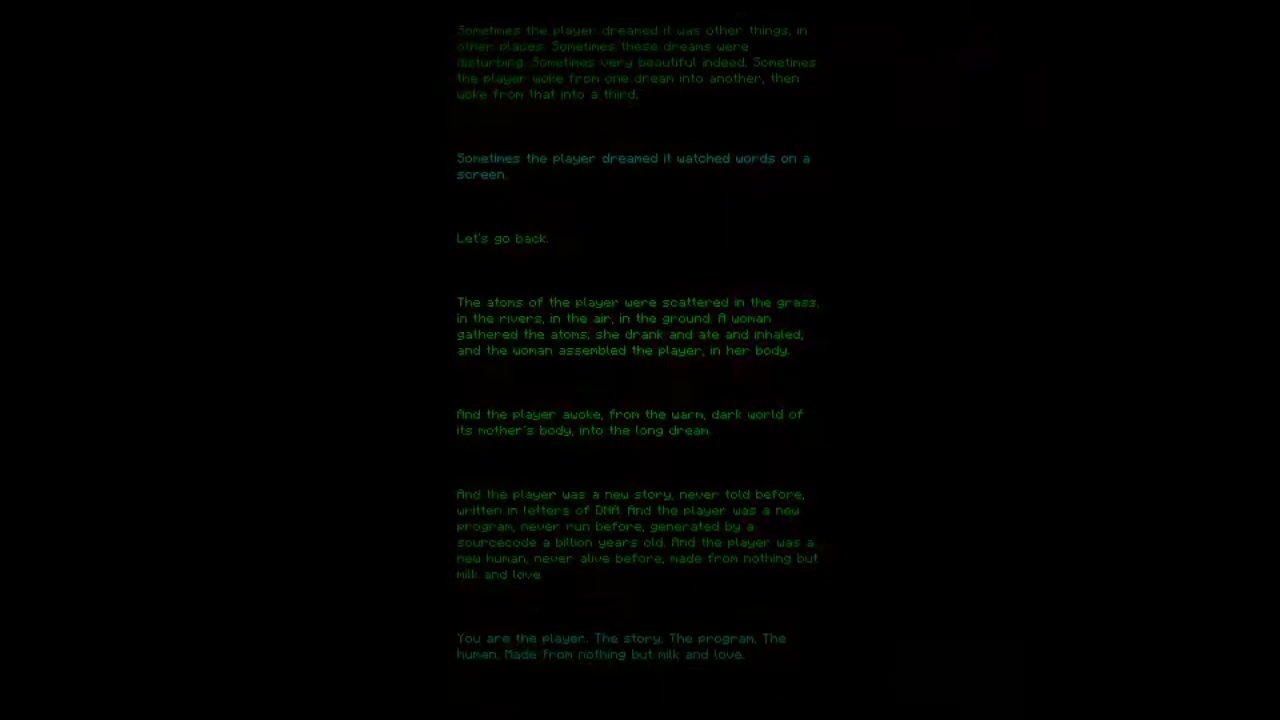 Sometimes the player dreamed it was other things, in
other places. Sometimes these dreams were
disturbing. Sometimes very beautiful indeed. Sometimes
the player woke from one dream into another, then
woke from that into a third.
Sometimes the player dreamed it watched words on a
screen.
Let's go back.
The atoms of the player were scattered in the grass,
in the rivers, in the air, in the ground. A woman
gathered the atoms; she drank and ate and inhaled;
and the woman assembled the player, in her body.
And the player awoke, from the warm, dark world of
its mother's body, into the long dream.
And the player was a new story, never told before,
written in letters of DNA. And the player was a new
program, never run before, generated by a
sourcecode a billion years old. And the player was a
new human, never alive before, made from nothing but
milk and love.
You are the player. The story. The program. The
human. Made from nothing but milk and love.